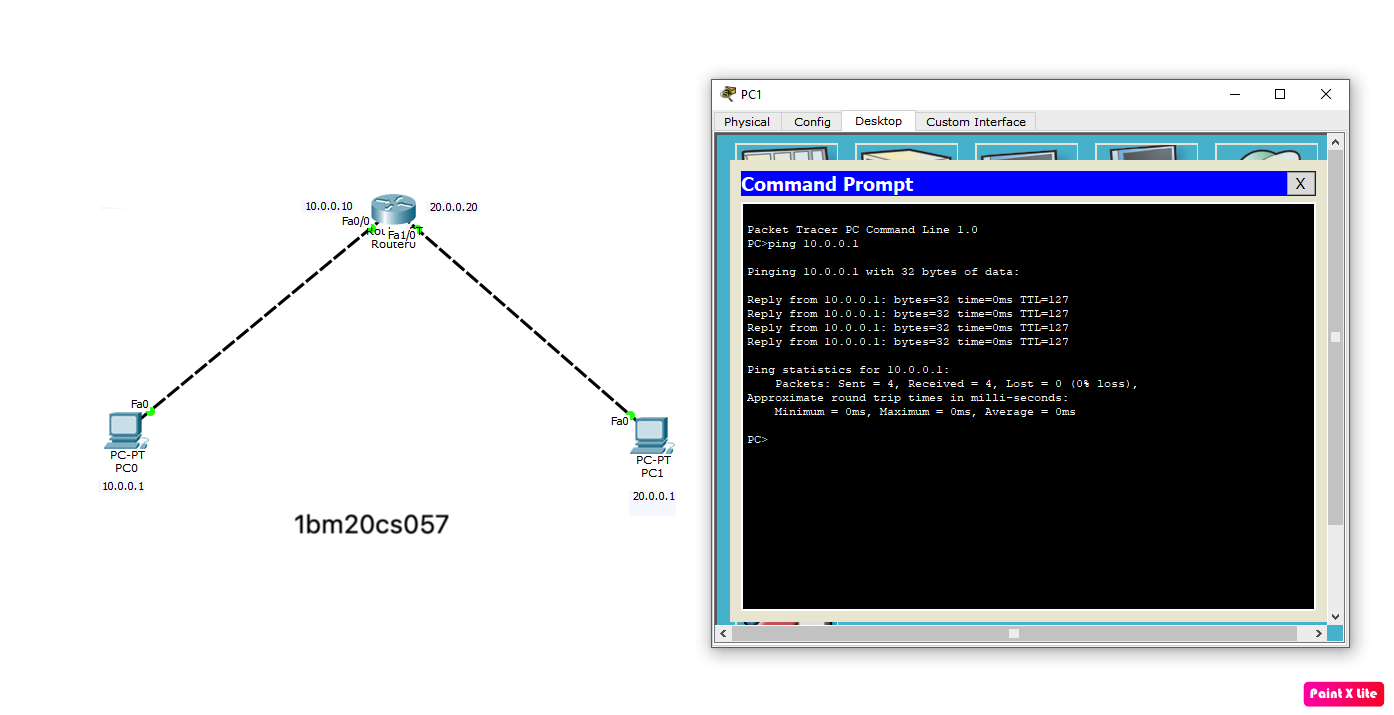 10.0.0.10
20.0.0.20
Fa0/0
Fa1/0
Router0
Fa0
PC-PT
PC0
10.0.0.1
Fa0
PC-PT
PC1
20.0.0.1
1bm20cs057
PC1
Physical Config Desktop Custom Interface
Command Prompt X
Packet Tracer PC Command Line 1.0
PC>ping 10.0.0.1
Pinging 10.0.0.1 with 32 bytes of data:
Reply from 10.0.0.1: bytes=32 time=0ms TTL=127
Reply from 10.0.0.1: bytes=32 time=0ms TTL=127
Reply from 10.0.0.1: bytes=32 time=0ms TTL=127
Reply from 10.0.0.1: bytes=32 time=0ms TTL=127
Ping statistics for 10.0.0.1:
Packets: Sent = 4, Received = 4, Lost = 0 (0% loss),
Approximate round trip times in milli-seconds:
Minimum = 0ms, Maximum = 0ms, Average = 0ms
PC>
Paint X Lite